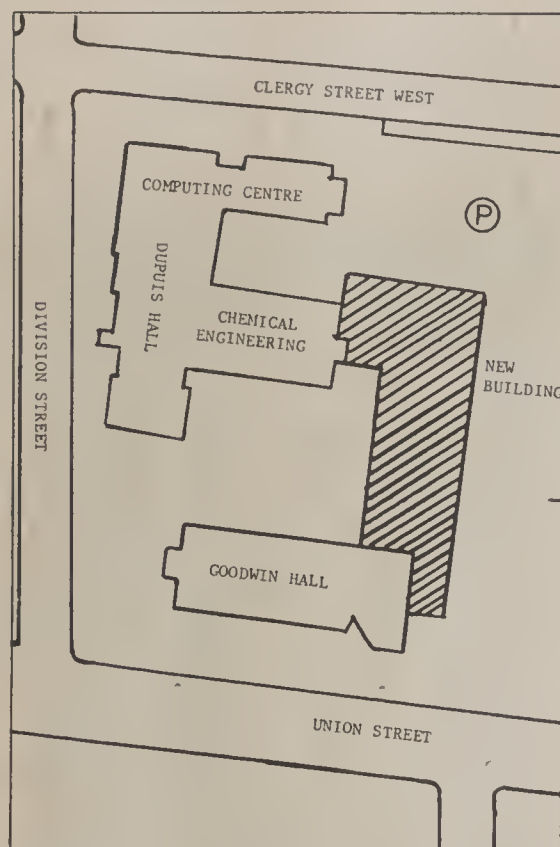 CLERGY STREET WEST
COMPUTING CENTRE
P
DUPUIS HALL
CHEMICAL
ENGINEERING
DIVISION STREET
NEW
BUILDING
GOODWIN HALL
UNION STREET